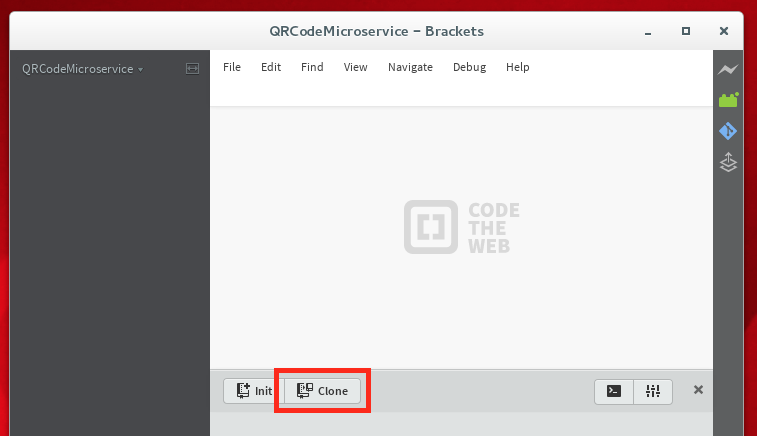 QRCodeMicroservice - Brackets
QRCodeMicroservice
File Edit Find View Navigate Debug Help
CODE
THE
WEB
Init Clone